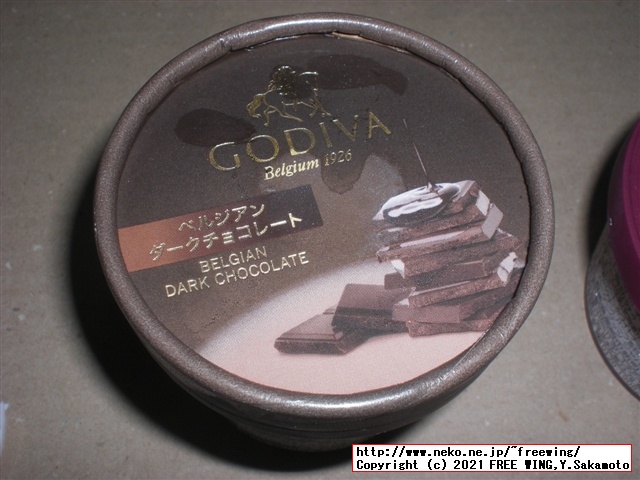 GODIVA
Belgium 1926
ベルジアン
ダークチョコレート
BELGIAN
DARK CHOCOLATE
http://www.neko.ne.jp/~freewing/
Copyright (c) 2021 FREE WING,Y.Sakamoto